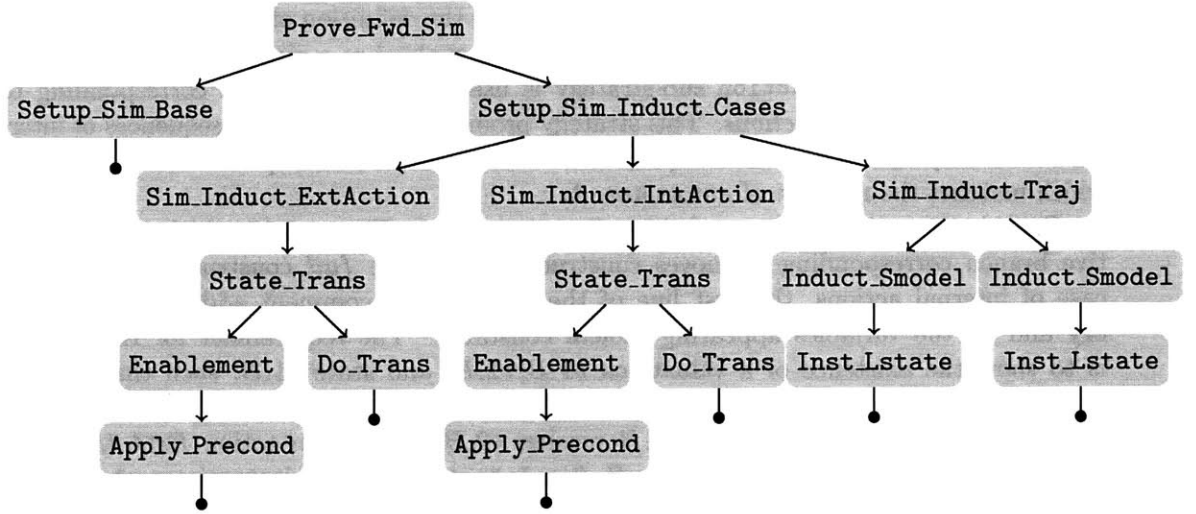 Prove_Fwd_Sim
Setup_Sim_Base
Setup_Sim_Induct_Cases
Sim_Induct_ExtAction
Sim_Induct_IntAction
Sim_Induct_Traj
State_Trans
State_Trans
Induct_Smodel
Induct_Smodel
Enablement
Do_Trans
Enablement
Do_Trans
Inst_Lstate
Inst_Lstate
Apply_Precond
Apply_Precond